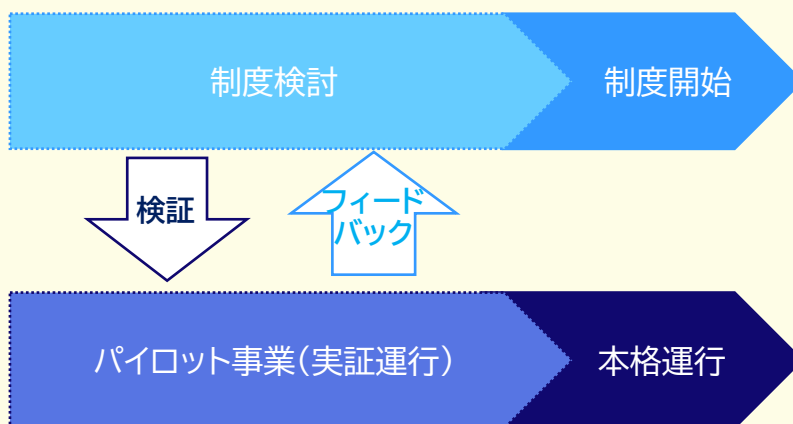 制度検討
制度開始
検証
フィード
バック
パイロット事業(実証運行)
本格運行